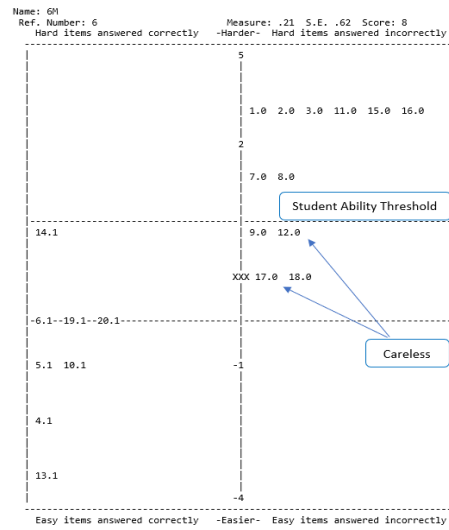 Name: 6M
Ref. Number: 6 Measure: .21 S.E. .62 Score: 8
Hard items answered correctly -Harder- Hard items answered incorrectly
5
1.0 2.0 3.0 11.0 15.0 16.0
2
7.0 8.0
Student Ability Threshold
14.1 9.0 12.0
XXX 17.0 18.0
-6.1--19.1--20.1-
Careless
5.1 10.1 -1
4.1
13.1
-4
Easy items answered correctly -Easier- Easy items answered incorrectly